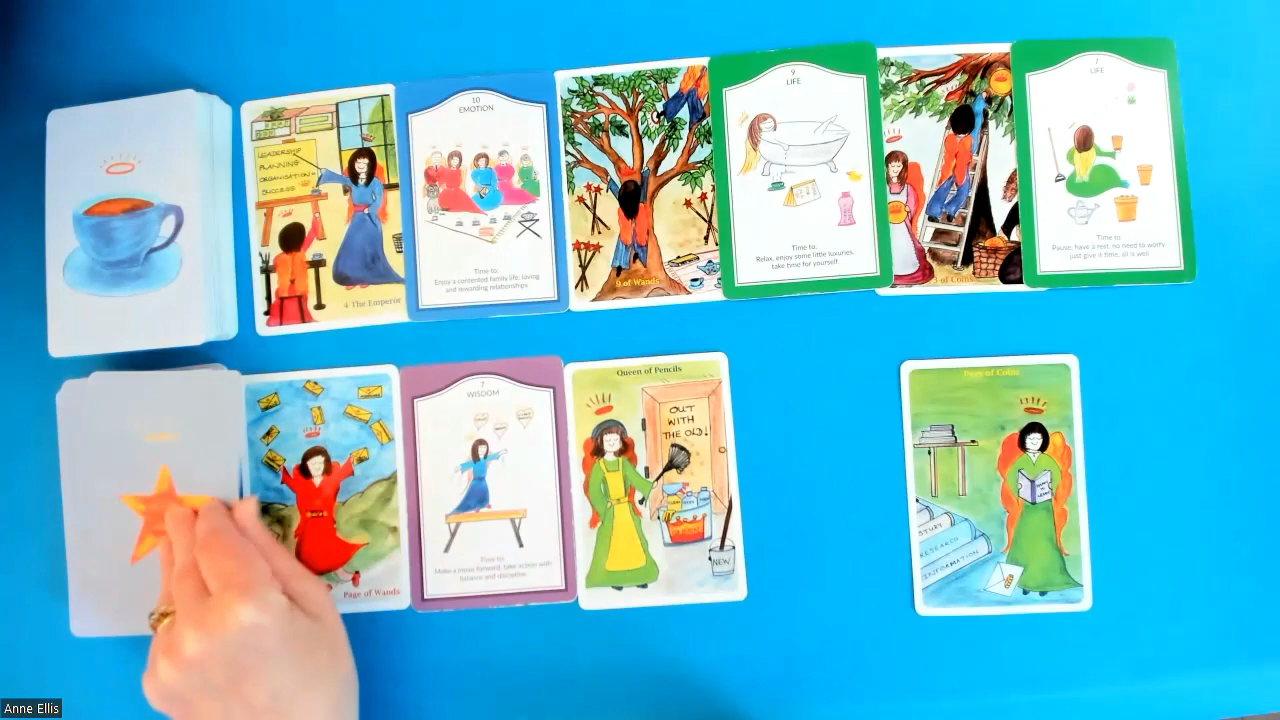 LEADERSHIP
PLANNING
ORGANISATION =
SUCCESS
4 The Emperor
10
EMOTION
Time to:
Enjoy a contented family life, loving
and rewarding relationships
9 of Wands
9
LIFE
Time to:
Relax, enjoy some little luxuries,
take time for yourself.
3 of Coins
7
LIFE
Time to:
Pause, have a rest, no need to worry
just give it time, all is well
Page of Wands
7
WISDOM
Time to:
Make a move forward, take action with
balance and discipline
Queen of Pencils
OUT
WITH
THE OLD!
NEW
Page of Coins
STUDY
RESEARCH
INFORMATION
Anne Ellis